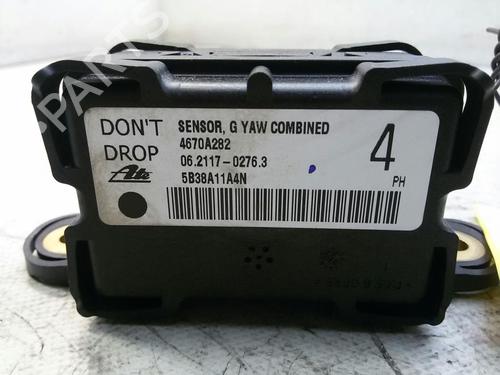 PARTS
DON'T
DROP
Ate
SENSOR, G YAW COMBINED
4670A282
06.2117-0276.3
5B38A11A4N
4
PH